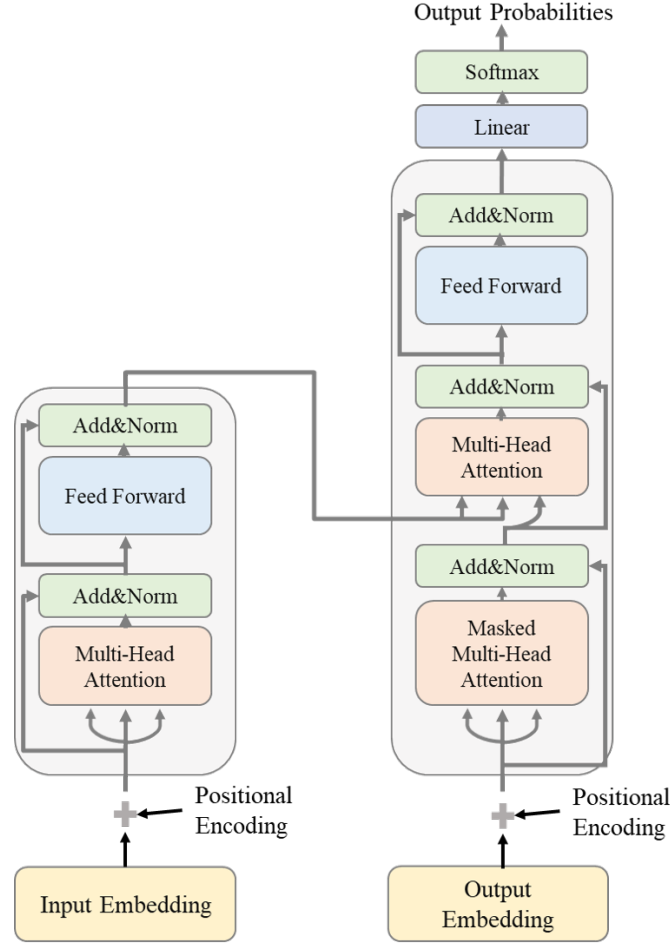 Output Probabilities
Softmax
Linear
Add&Norm
Feed Forward
Add&Norm
Multi-Head
Attention
Add&Norm
Masked
Multi-Head
Attention
Positional
Encoding
Output
Embedding
Add&Norm
Feed Forward
Add&Norm
Multi-Head
Attention
Positional
Encoding
Input Embedding